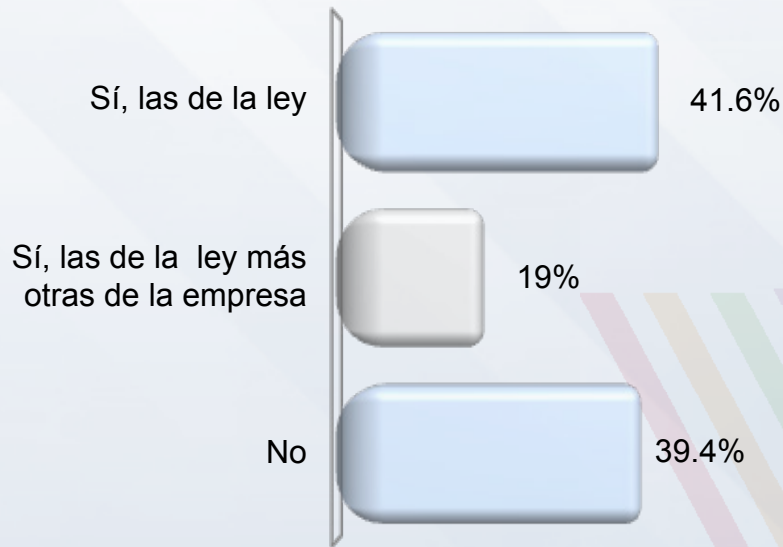 Sí, las de la ley
41.6%
Sí, las de la ley más
otras de la empresa
19%
No
39.4%